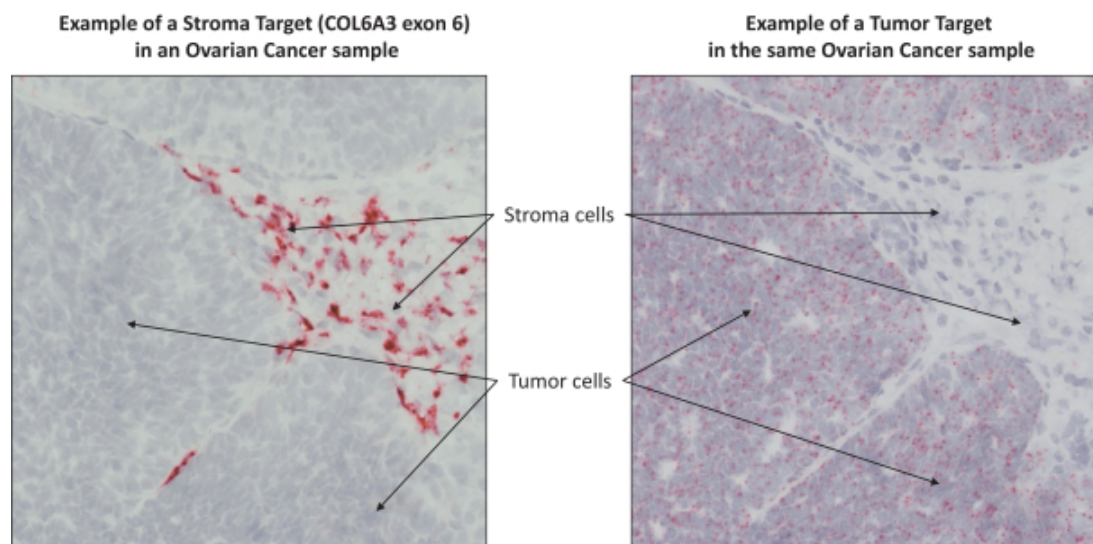 Example of a Stroma Target (COL6A3 exon 6)
in an Ovarian Cancer sample
Example of a Tumor Target
in the same Ovarian Cancer sample
Stroma cells
Tumor cells